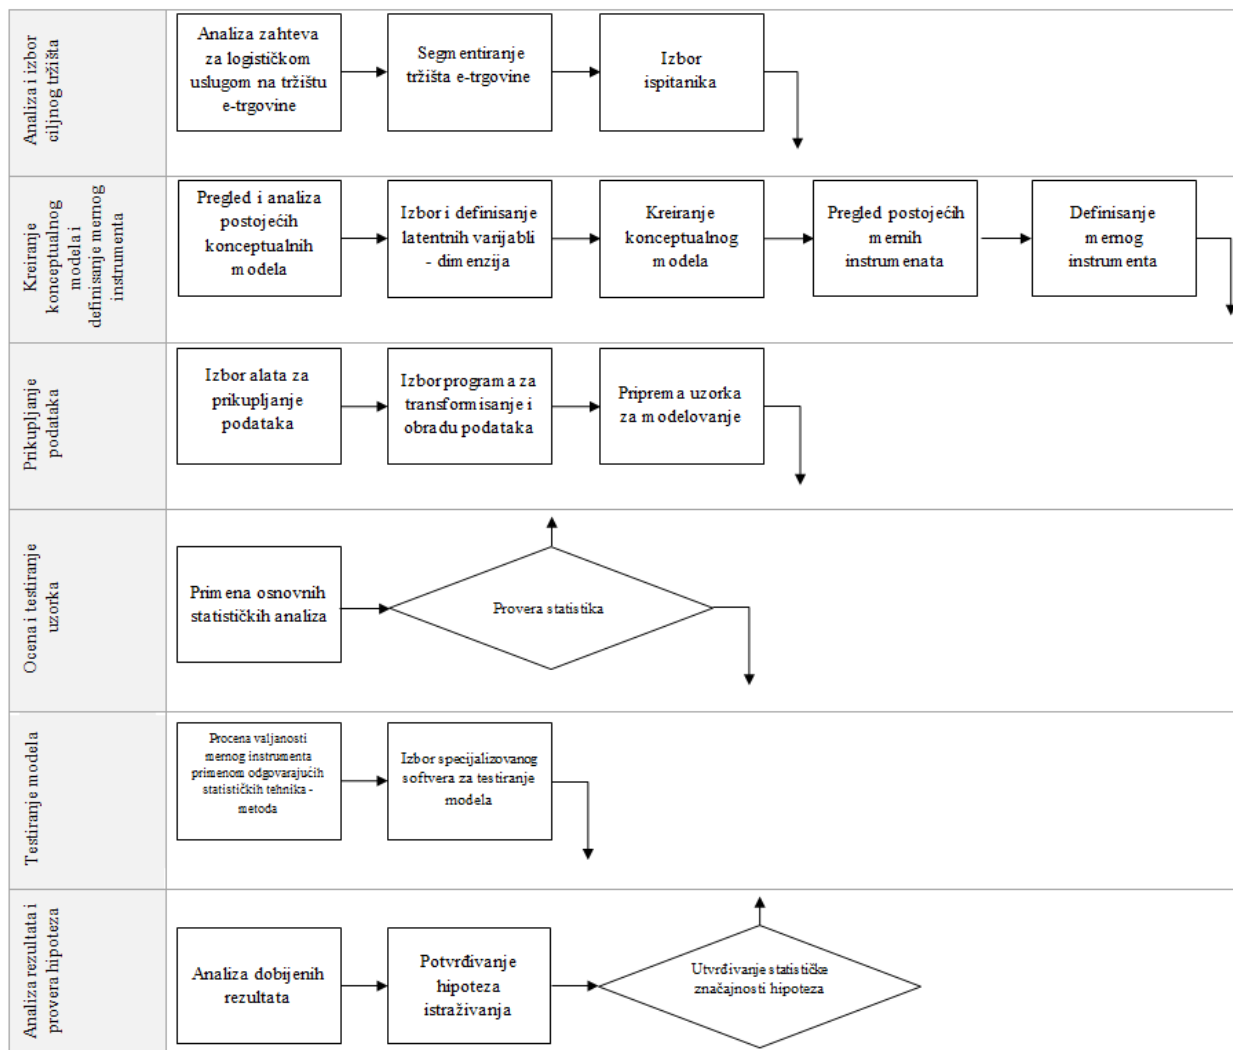 Analiza i izbor
ciljnog tržišta
Analiza zahteva
za logističkom
uslugom na tržištu
e-trgovine
Segmentiranje
tržišta e-trgovine
Izbor
ispitanika
Kreiranje
konceptualnog
modela i
definisanje mernog
instrumenta
Pregled i analiza
postojećih
konceptualnih
modela
Izbor i definisanje
latentnih varijabli
- dimenzija
Kreiranje
konceptualnog
modela
Pregled postojećih
mernih
instrumenata
Definisanje
mernog
instrumenta
Prikupljanje
podataka
Izbor alata za
prikupljanje
podataka
Izbor programa za
transformisanje i
obradu podataka
Priprema uzorka
za modelovanje
Ocena i testiranje
uzorka
Primena osnovnih
statističkih analiza
Provera statistika
Testiranje modela
Procena valjanosti
mernog instrumenta
primenom odgovarajućih
statističkih tehnika -
metoda
Izbor specijalizovanog
softvera za testiranje
modela
Analiza rezultata i
provera hipoteza
Analiza dobijenih
rezultata
Potvrđivanje
hipoteza
istraživanja
Utvrđivanje statističke
značajnosti hipoteza